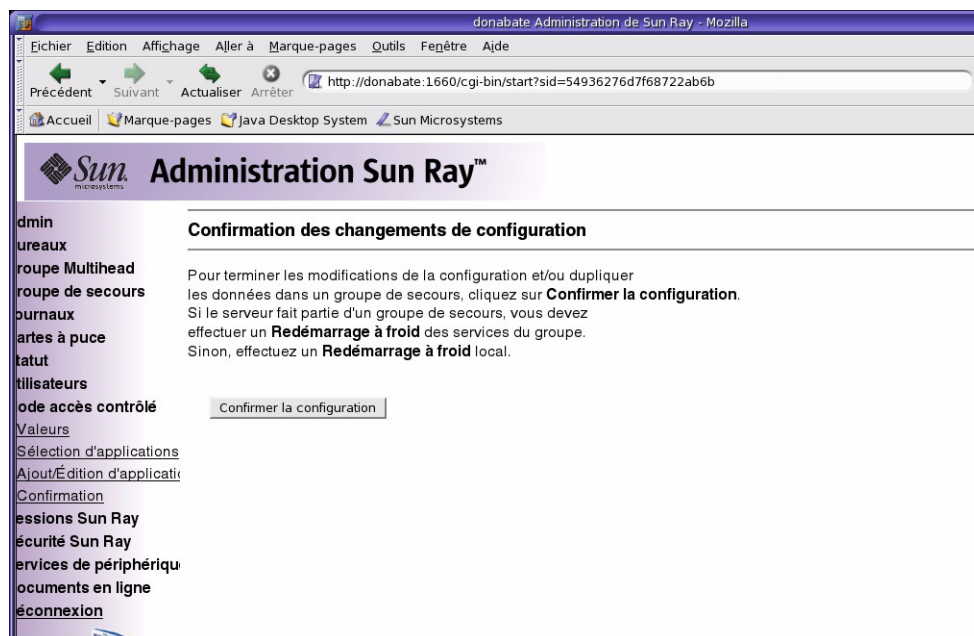 donabate Administration de Sun Ray - Mozilla
Eichier Edition Affichage Aller à Marque-pages Outils Fenêtre Aide
Précédent Suivant Actualiser Arrêter http://donabate:1660/cgi-bin/start?sid=54936276d7f68722ab6b
Accueil Marque-pages Java Desktop System Sun Microsystems
Sun microsystems Administration Sun Ray™
dmin
ureaux
roupe Multihead
roupe de secours
ournaux
artes à puce
tatut
tilisateurs
ode accès contrôlé
Valeurs
Sélection d'applications
Ajout/Édition d'applicatio
Confirmation
essions Sun Ray
écurité Sun Ray
ervices de périphériqu
ocuments en ligne
éconnexion
Confirmation des changements de configuration
Pour terminer les modifications de la configuration et/ou dupliquer
les données dans un groupe de secours, cliquez sur Confirmer la configuration.
Si le serveur fait partie d'un groupe de secours, vous devez
effectuer un Redémarrage à froid des services du groupe.
Sinon, effectuez un Redémarrage à froid local.
Confirmer la configuration